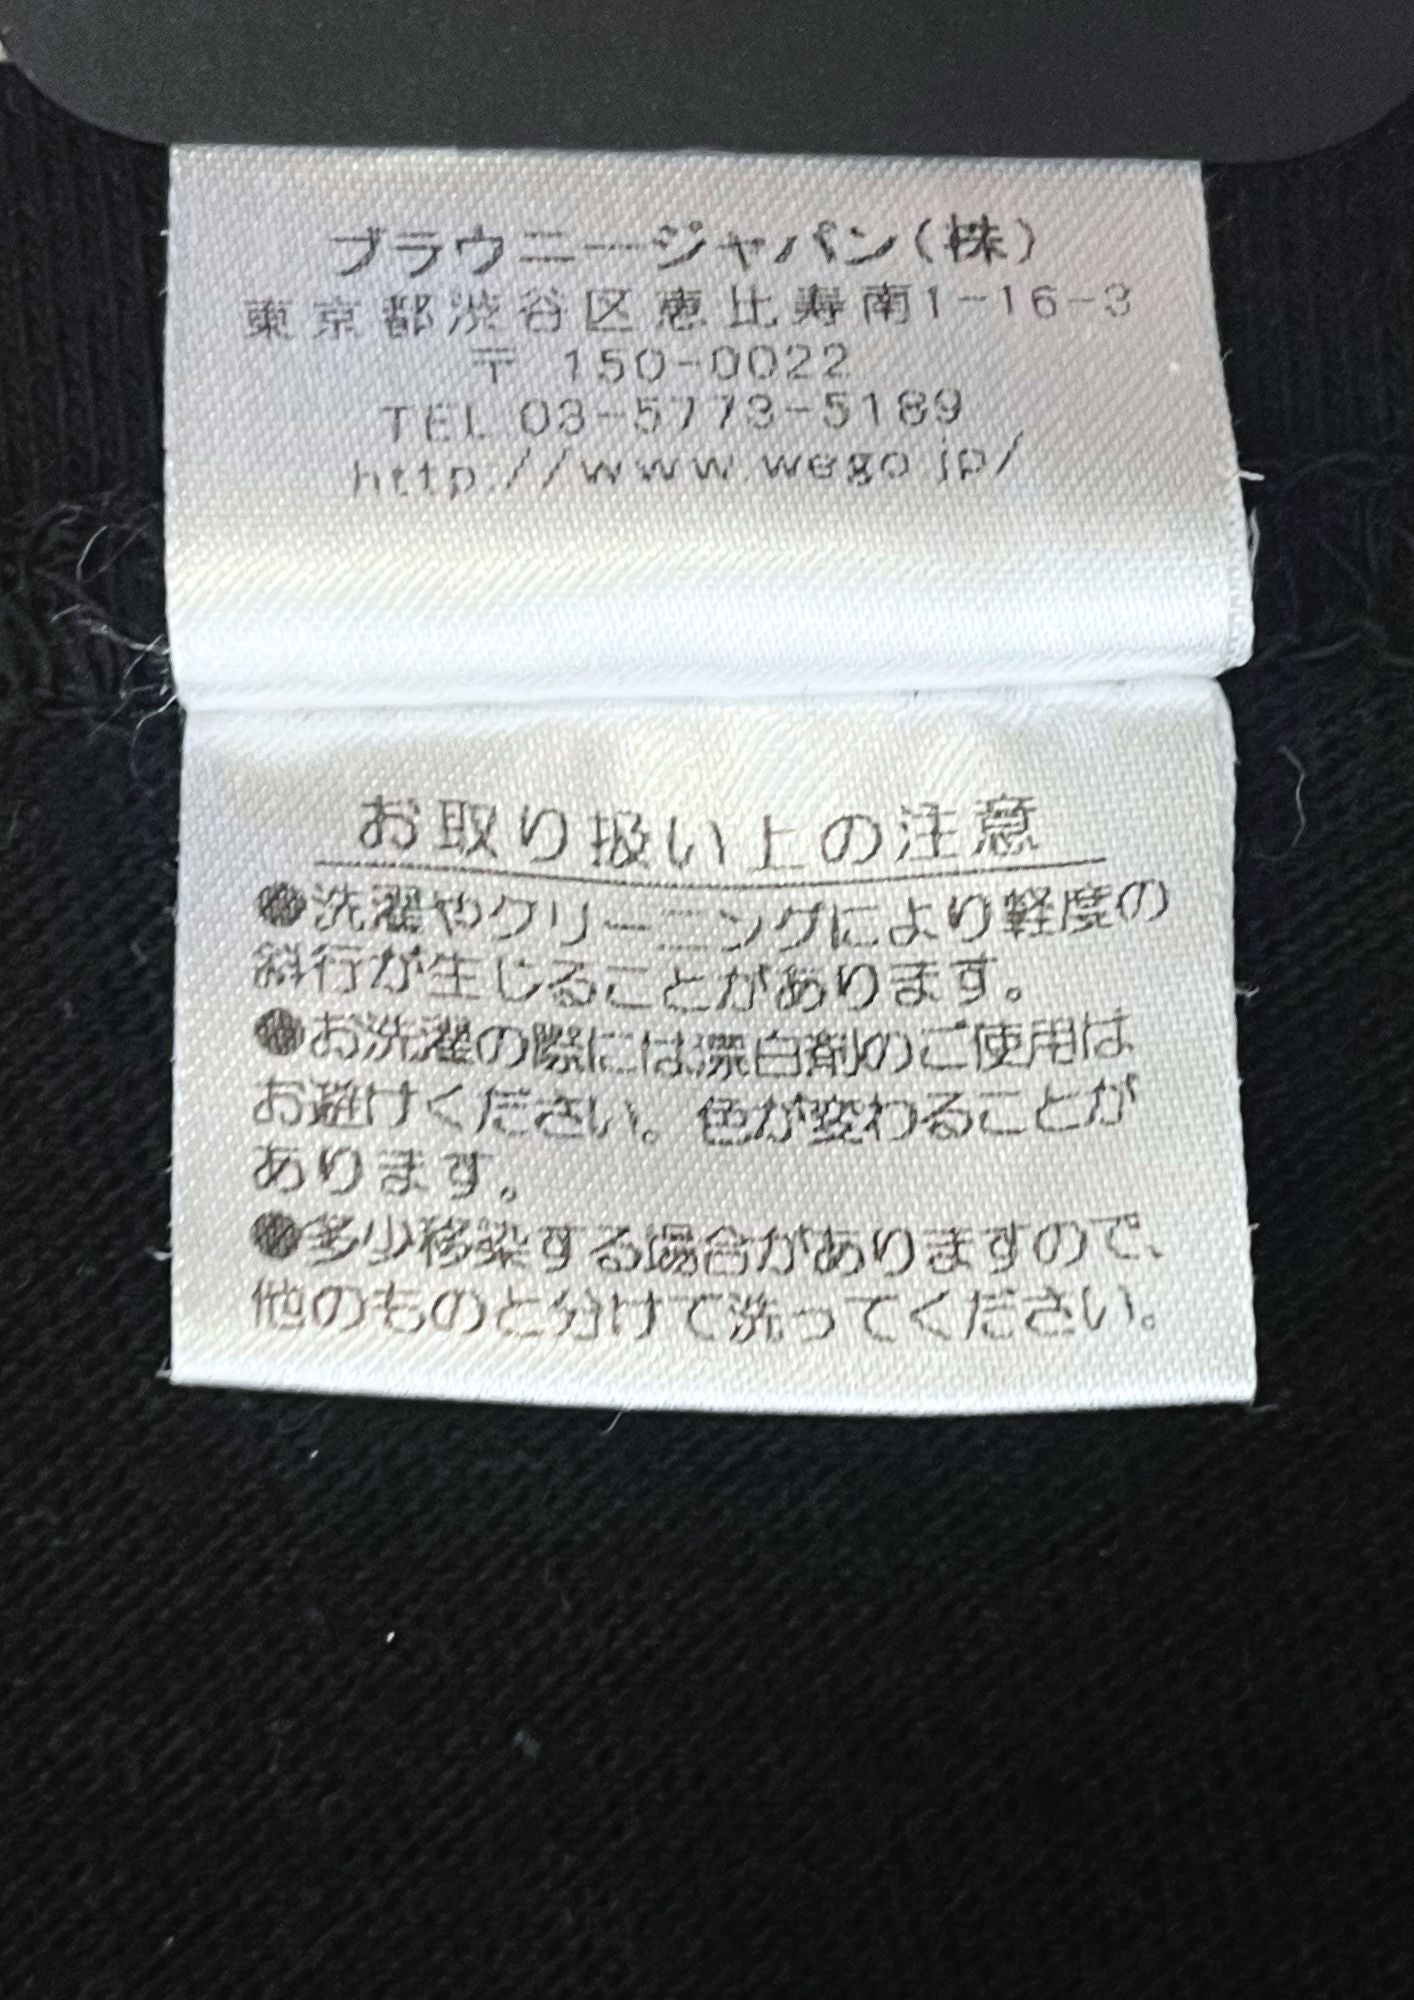 ブラウニージャパン(株)
東京都渋谷区恵比寿南1-16-3
〒 150-0022
TEL 03-5773-5189
http://www.wego.jp/
お取り扱い上の注意
●洗濯やクリーニングにより軽度の
斜行が生じることがあります。
●お洗濯の際には漂白剤のご使用は
お避けください。色が変わることが
あります。
●多少移染する場合がありますので、
他のものと分けて洗ってください。